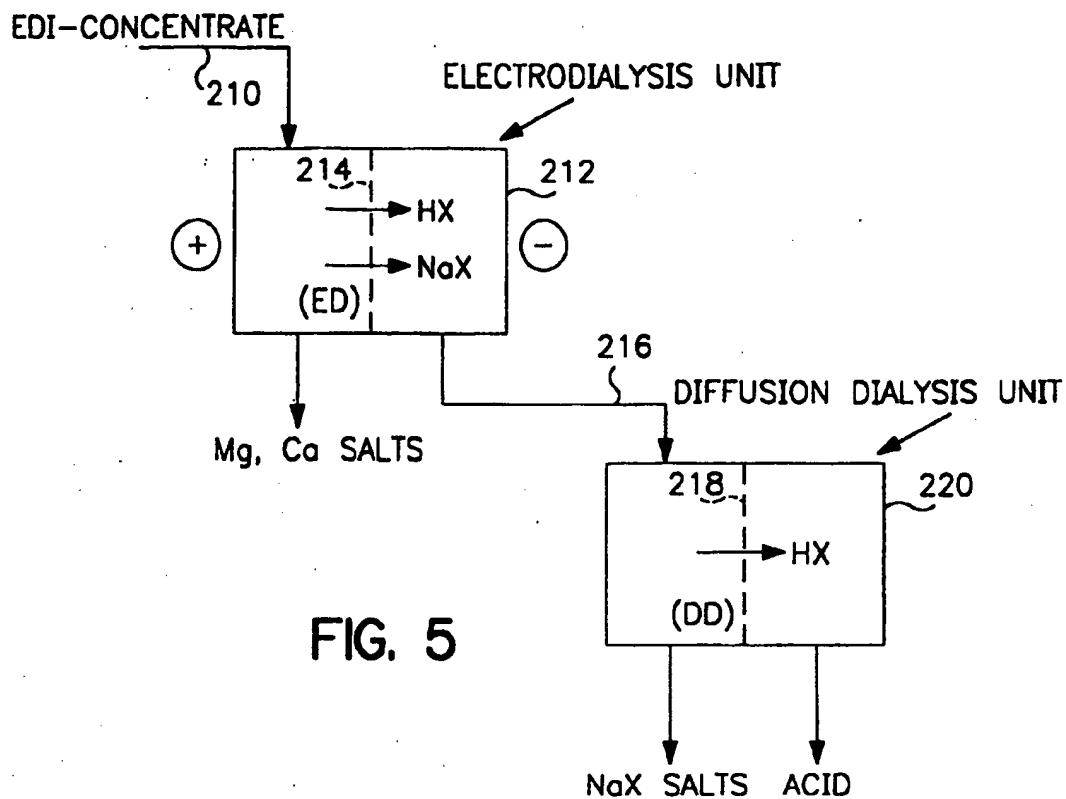 EDI-CONCENTRATE
210
ELECTRODIALYSIS UNIT
214
212
HX
+
−
NaX
(ED)
216
DIFFUSION DIALYSIS UNIT
Mg, Ca SALTS
218
220
HX
(DD)
FIG. 5
NaX SALTS ACID